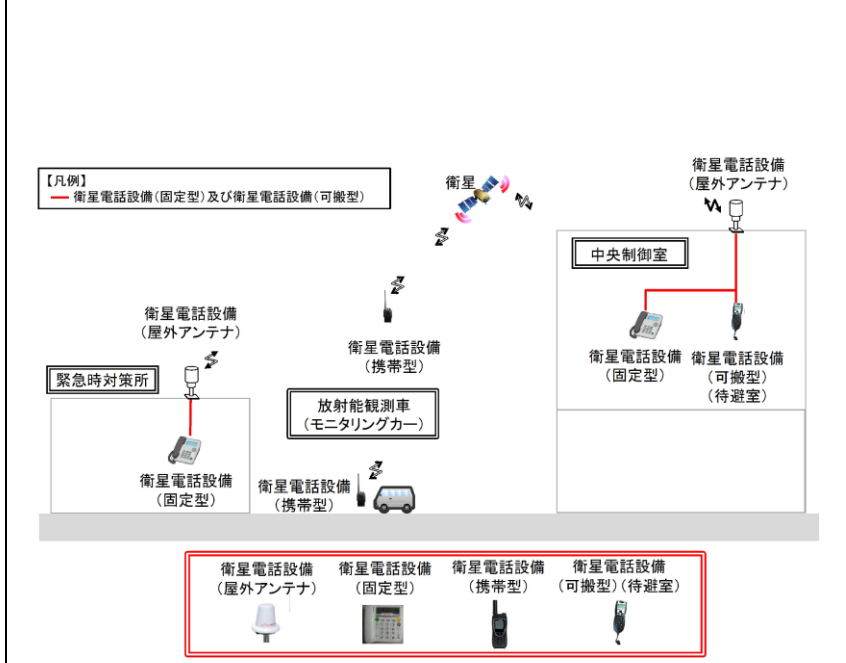 【凡例】
衛星電話設備(固定型)及び衛星電話設備(可搬型)
衛星
衛星電話設備
(屋外アンテナ)
中央制御室
衛星電話設備
(固定型)
衛星電話設備
(可搬型)
(待避室)
衛星電話設備
(携帯型)
衛星電話設備
(屋外アンテナ)
緊急時対策所
衛星電話設備
(固定型)
放射能観測車
(モニタリングカー)
衛星電話設備
(携帯型)
衛星電話設備
(屋外アンテナ)
衛星電話設備
(固定型)
衛星電話設備
(携帯型)
衛星電話設備
(可搬型)(待避室)